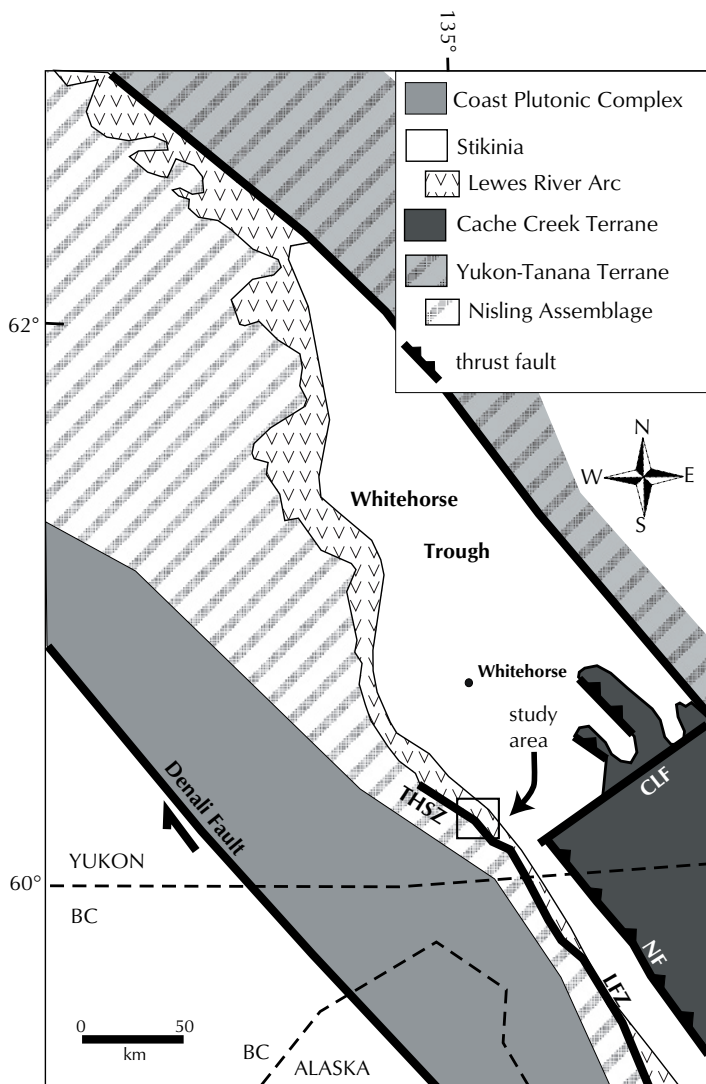 135°
Coast Plutonic Complex
Stikinia
Lewes River Arc
Cache Creek Terrane
Yukon-Tanana Terrane
Nisling Assemblage
thrust fault
62°
N
W
E
S
Whitehorse
Trough
Whitehorse
study
area
CLF
THSZ
Denali Fault
YUKON
60°
BC
NF
LFZ
0
50
km
BC
ALASKA